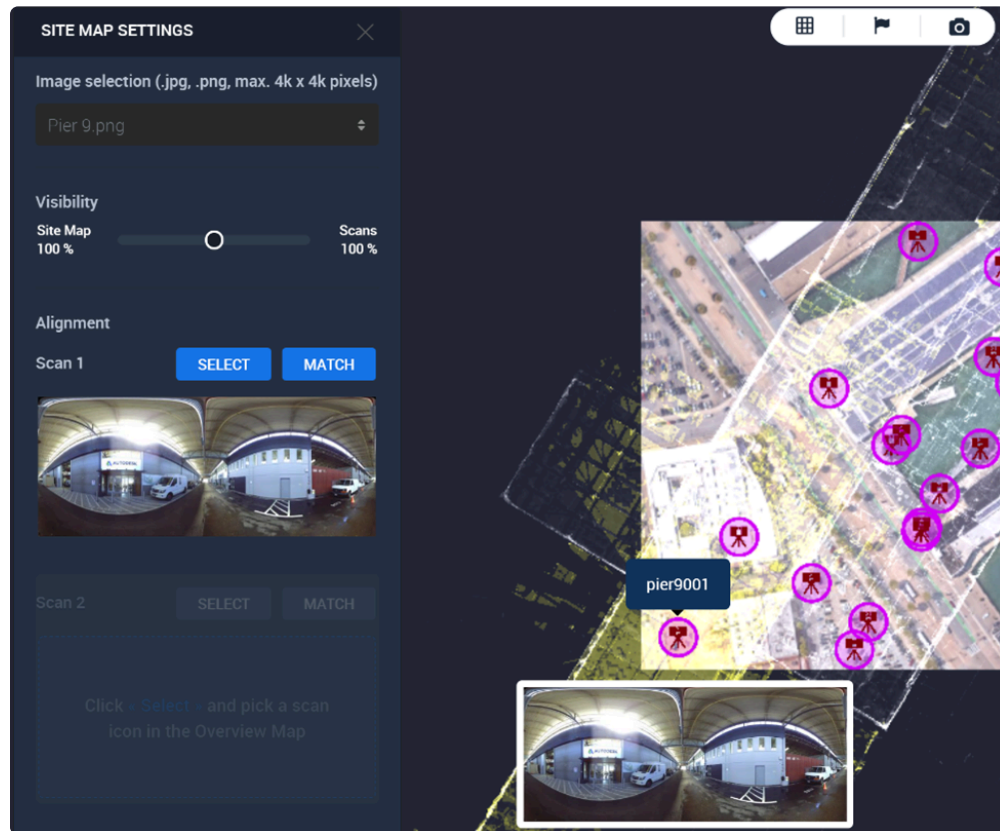 SITE MAP SETTINGS
Image selection (.jpg, .png, max. 4k x 4k pixels)
Pier 9.png
Visibility
Site Map
100 %
Scans
100 %
Alignment
Scan 1
SELECT
MATCH
AUTODESK
Scan 2
SELECT
MATCH
Click « Select » and pick a scan
icon in the Overview Map
pier9001
AUTODESK